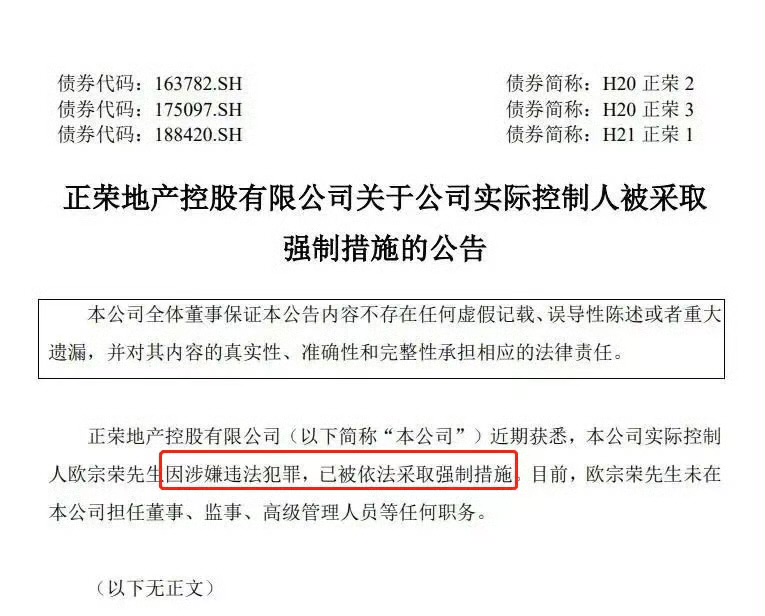 债券代码：163782.SH 债券简称：H20 正荣 2
债券代码：175097.SH 债券简称：H20 正荣 3
债券代码：188420.SH 债券简称：H21 正荣 1
正荣地产控股有限公司关于公司实际控制人被采取
强制措施的公告
本公司全体董事保证本公告内容不存在任何虚假记载、误导性陈述或者重大
遗漏，并对其内容的真实性、准确性和完整性承担相应的法律责任。
正荣地产控股有限公司（以下简称“本公司”）近期获悉，本公司实际控制
人欧宗荣先生因涉嫌违法犯罪，已被依法采取强制措施。目前，欧宗荣先生未在
本公司担任董事、监事、高级管理人员等任何职务。
（以下无正文）